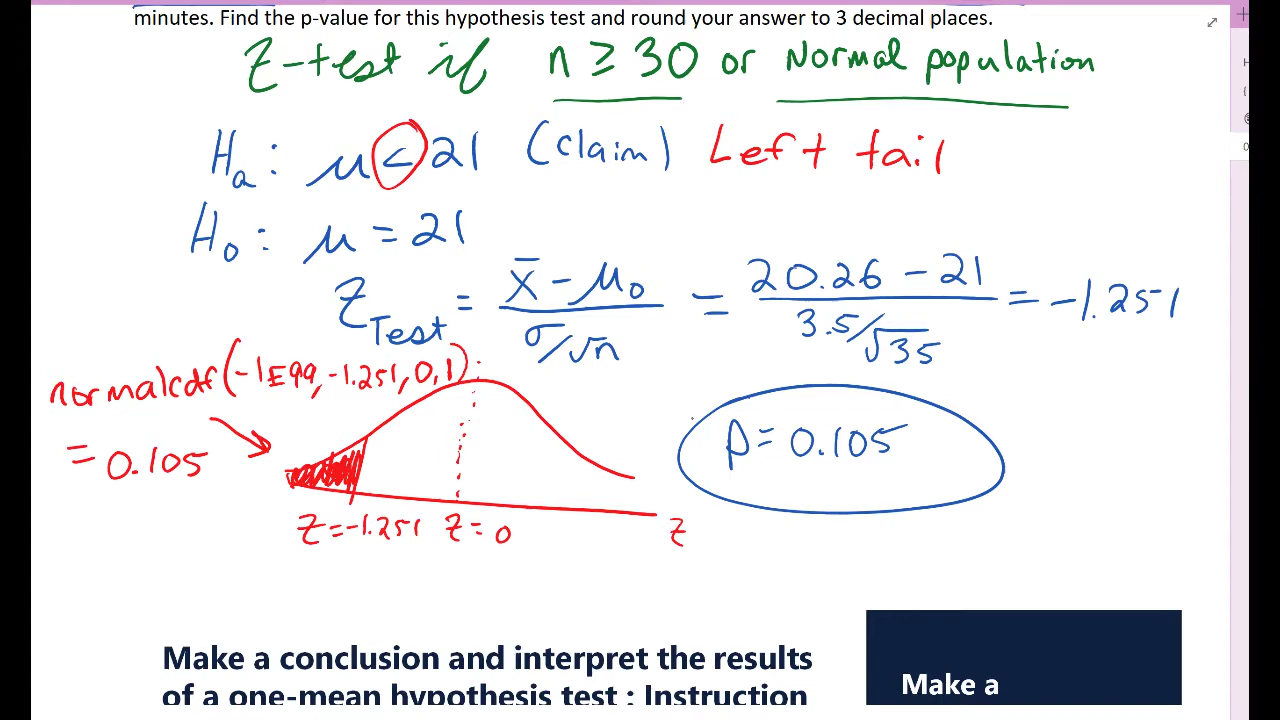 minutes. Find the p-value for this hypothesis test and round your answer to 3 decimal places.
Z-test if n ≥ 30 or Normal population
Hₐ: μ < 21 (claim) Left tail
H₀: μ = 21
Z_Test = (x̄ − μ₀)/(σ/√n) = (20.26 − 21)/(3.5/√35) = −1.251
normalcdf(-1E99, -1.251, 0, 1)
= 0.105
p = 0.105
Z = -1.251 Z = 0 Z
Make a conclusion and interpret the results
of a one-mean hypothesis test : Instruction
Make a